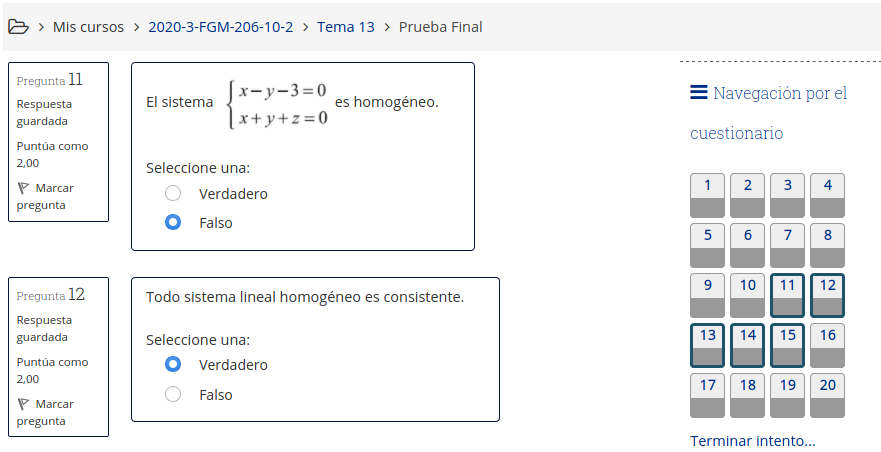 > Mis cursos > 2020-3-FGM-206-10-2 > Tema 13 > Prueba Final
Pregunta 11
Respuesta
guardada
Puntúa como
2,00
Marcar
pregunta
El sistema { x−y−3=0 es homogéneo.
x+y+z=0
Seleccione una:
Verdadero
Falso
Pregunta 12
Respuesta
guardada
Puntúa como
2,00
Marcar
pregunta
Todo sistema lineal homogéneo es consistente.
Seleccione una:
Verdadero
Falso
Navegación por el
cuestionario
1 2 3 4
5 6 7 8
9 10 11 12
13 14 15 16
17 18 19 20
Terminar intento...